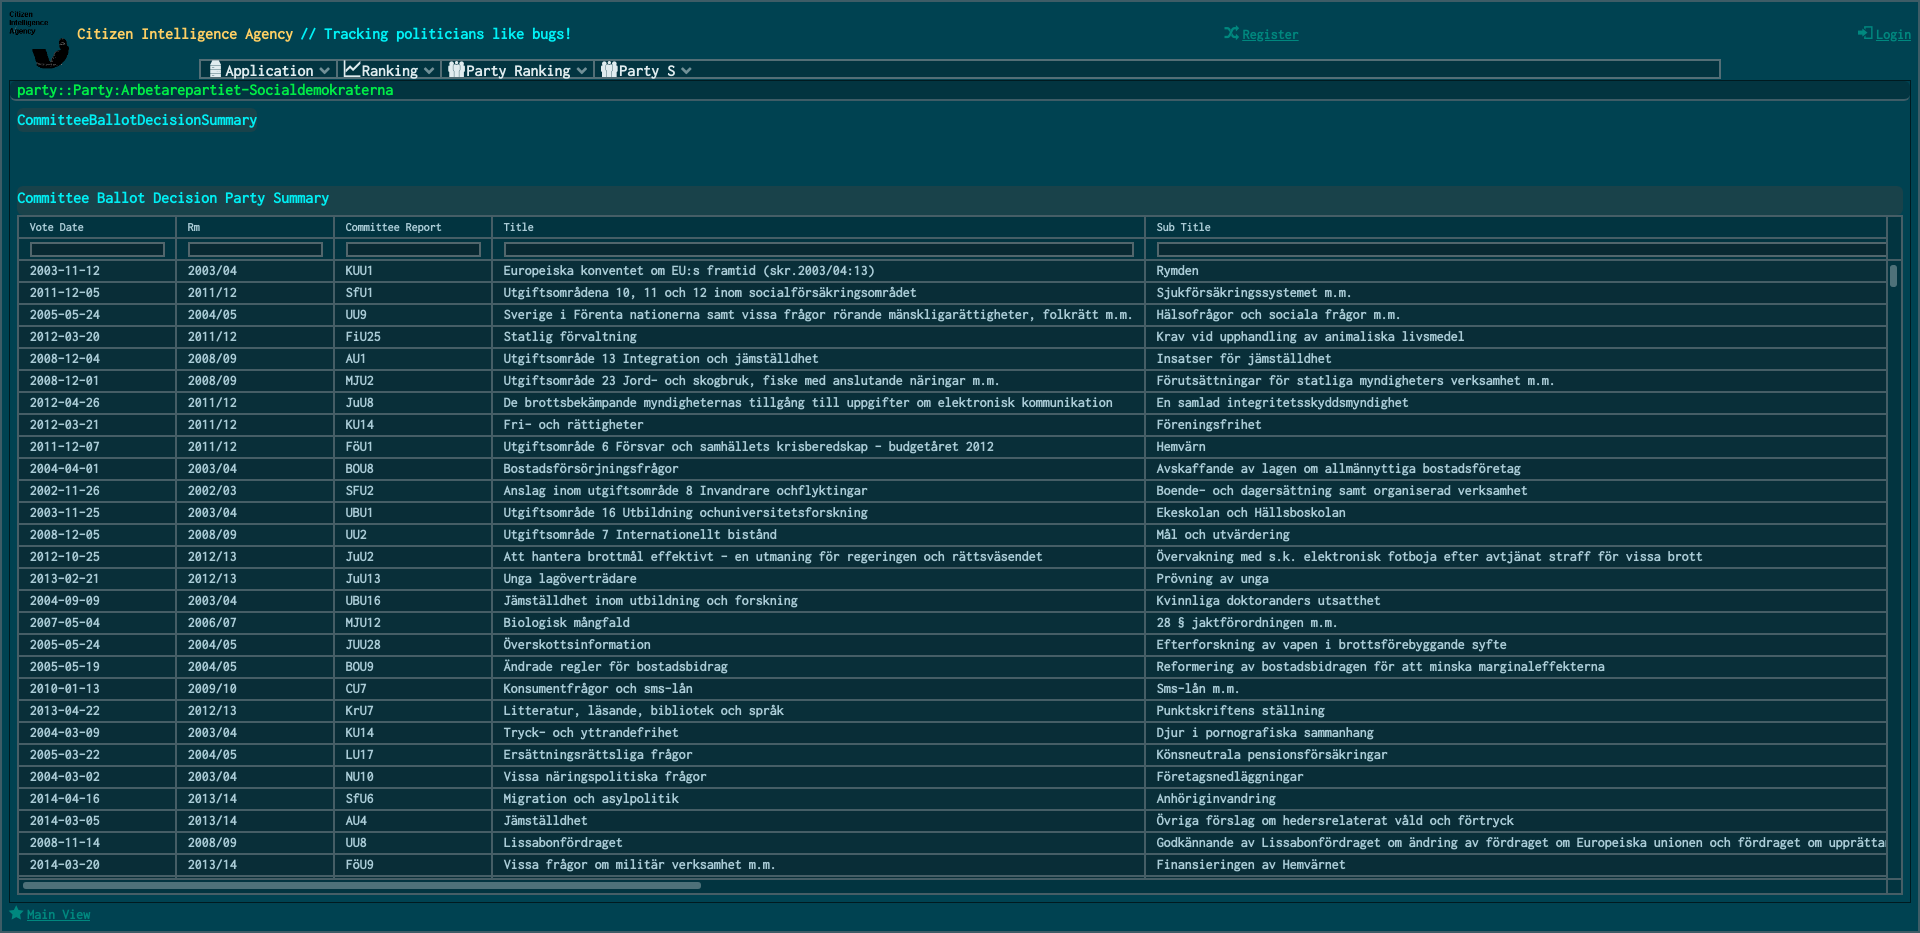 Citizen
Intelligence
Agency
Citizen Intelligence Agency // Tracking politicians like bugs!
Register
Login
Application
Ranking
Party Ranking
Party S
party::Party:Arbetarepartiet-Socialdemokraterna
CommitteeBallotDecisionSummary
Committee Ballot Decision Party Summary
Vote Date Rm Committee Report Title Sub Title
2003-11-12 2003/04 KUU1 Europeiska konventet om EU:s framtid (skr.2003/04:13) Rymden
2011-12-05 2011/12 SfU1 Utgiftsområdena 10, 11 och 12 inom socialförsäkringsområdet Sjukförsäkringssystemet m.m.
2005-05-24 2004/05 UU9 Sverige i Förenta nationerna samt vissa frågor rörande mänskligarättigheter, folkrätt m.m. Hälsofrågor och sociala frågor m.m.
2012-03-20 2011/12 FiU25 Statlig förvaltning Krav vid upphandling av animaliska livsmedel
2008-12-04 2008/09 AU1 Utgiftsområde 13 Integration och jämställdhet Insatser för jämställdhet
2008-12-01 2008/09 MJU2 Utgiftsområde 23 Jord- och skogbruk, fiske med anslutande näringar m.m. Förutsättningar för statliga myndigheters verksamhet m.m.
2012-04-26 2011/12 JuU8 De brottsbekämpande myndigheternas tillgång till uppgifter om elektronisk kommunikation En samlad integritetsskyddsmyndighet
2012-03-21 2011/12 KU14 Fri- och rättigheter Föreningsfrihet
2011-12-07 2011/12 FöU1 Utgiftsområde 6 Försvar och samhällets krisberedskap - budgetåret 2012 Hemvärn
2004-04-01 2003/04 BOU8 Bostadsförsörjningsfrågor Avskaffande av lagen om allmännyttiga bostadsföretag
2002-11-26 2002/03 SFU2 Anslag inom utgiftsområde 8 Invandrare ochflyktingar Boende- och dagersättning samt organiserad verksamhet
2003-11-25 2003/04 UBU1 Utgiftsområde 16 Utbildning ochuniversitetsforskning Ekeskolan och Hällsboskolan
2008-12-05 2008/09 UU2 Utgiftsområde 7 Internationellt bistånd Mål och utvärdering
2012-10-25 2012/13 JuU2 Att hantera brottmål effektivt - en utmaning för regeringen och rättsväsendet Övervakning med s.k. elektronisk fotboja efter avtjänat straff för vissa brott
2013-02-21 2012/13 JuU13 Unga lagöverträdare Prövning av unga
2004-09-09 2003/04 UBU16 Jämställdhet inom utbildning och forskning Kvinnliga doktoranders utsatthet
2007-05-04 2006/07 MJU12 Biologisk mångfald 28 § jaktförordningen m.m.
2005-05-24 2004/05 JUU28 Överskottsinformation Efterforskning av vapen i brottsförebyggande syfte
2005-05-19 2004/05 BOU9 Ändrade regler för bostadsbidrag Reformering av bostadsbidragen för att minska marginaleffekterna
2010-01-13 2009/10 CU7 Konsumentfrågor och sms-lån Sms-lån m.m.
2013-04-22 2012/13 KrU7 Litteratur, läsande, bibliotek och språk Punktskriftens ställning
2004-03-09 2003/04 KU14 Tryck- och yttrandefrihet Djur i pornografiska sammanhang
2005-03-22 2004/05 LU17 Ersättningsrättsliga frågor Könsneutrala pensionsförsäkringar
2004-03-02 2003/04 NU10 Vissa näringspolitiska frågor Företagsnedläggningar
2014-04-16 2013/14 SfU6 Migration och asylpolitik Anhöriginvandring
2014-03-05 2013/14 AU4 Jämställdhet Övriga förslag om hedersrelaterat våld och förtryck
2008-11-14 2008/09 UU8 Lissabonfördraget Godkännande av Lissabonfördraget om ändring av fördraget om Europeiska unionen och fördraget om upprätta
2014-03-20 2013/14 FöU9 Vissa frågor om militär verksamhet m.m. Finansieringen av Hemvärnet
Main View